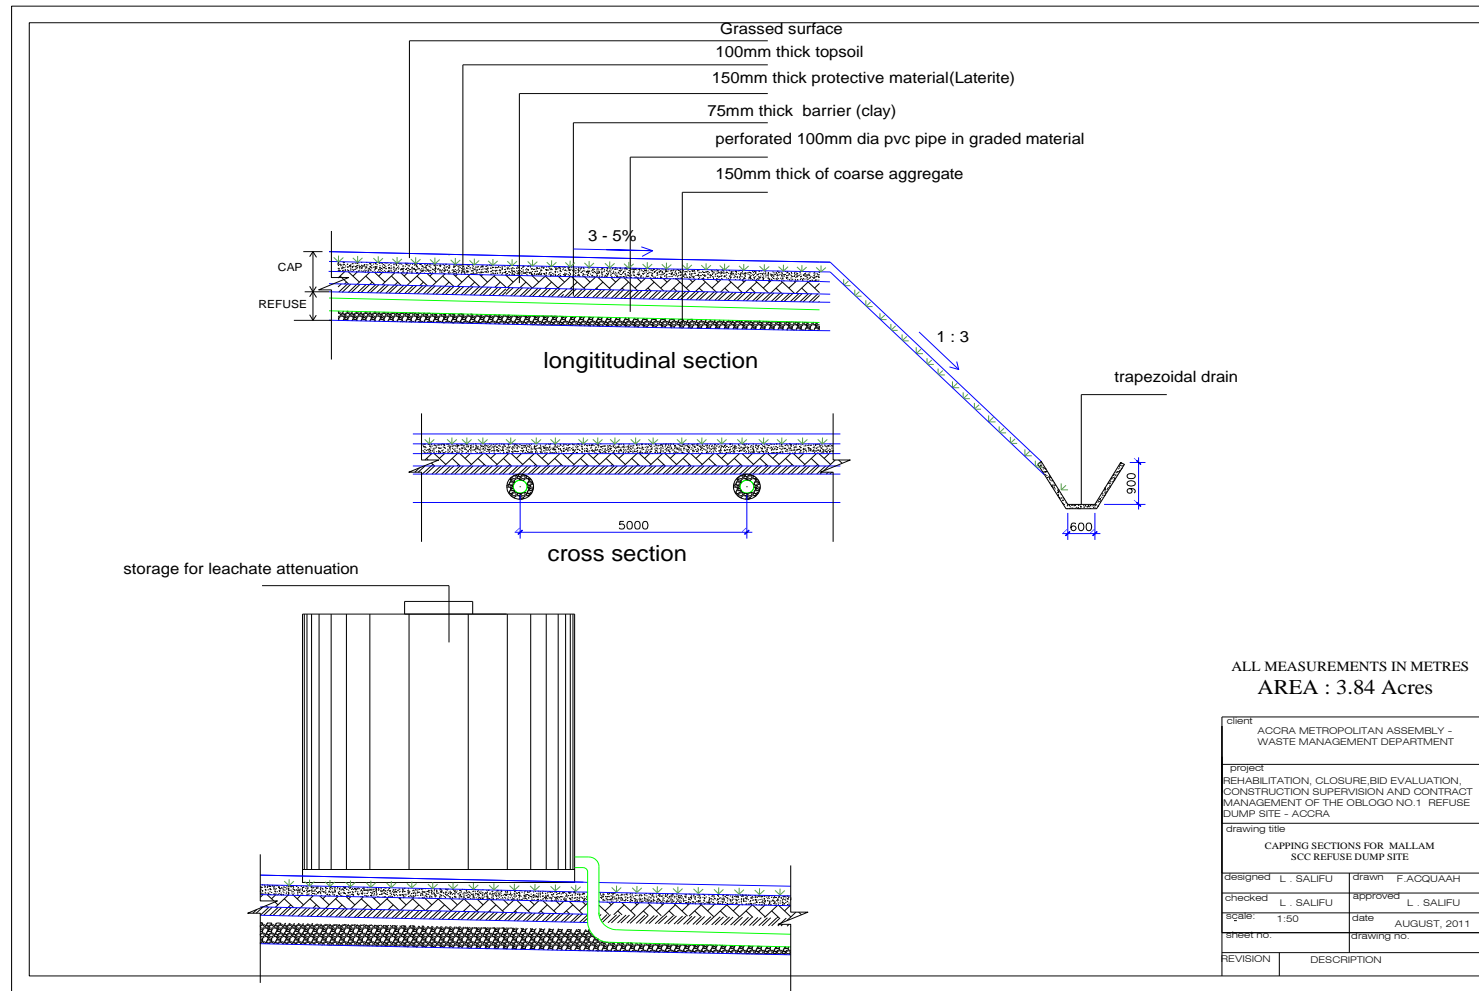 Grassed surface
100mm thick topsoil
150mm thick protective material(Laterite)
75mm thick barrier (clay)
perforated 100mm dia pvc pipe in graded material
150mm thick of coarse aggregate
3 - 5%
CAP
REFUSE
longititudinal section
1 : 3
trapezoidal drain
900
600
5000
cross section
storage for leachate attenuation
ALL MEASUREMENTS IN METRES
AREA : 3.84 Acres
client
ACCRA METROPOLITAN ASSEMBLY -
WASTE MANAGEMENT DEPARTMENT
project
REHABILITATION, CLOSURE,BID EVALUATION,
CONSTRUCTION SUPERVISION AND CONTRACT
MANAGEMENT OF THE OBLOGO NO.1 REFUSE
DUMP SITE - ACCRA
drawing title
CAPPING SECTIONS FOR MALLAM
SCC REFUSE DUMP SITE
designed L . SALIFU drawn F.ACQUAAH
checked L . SALIFU approved L . SALIFU
scale: 1:50 date AUGUST, 2011
sheet no. drawing no.
REVISION DESCRIPTION